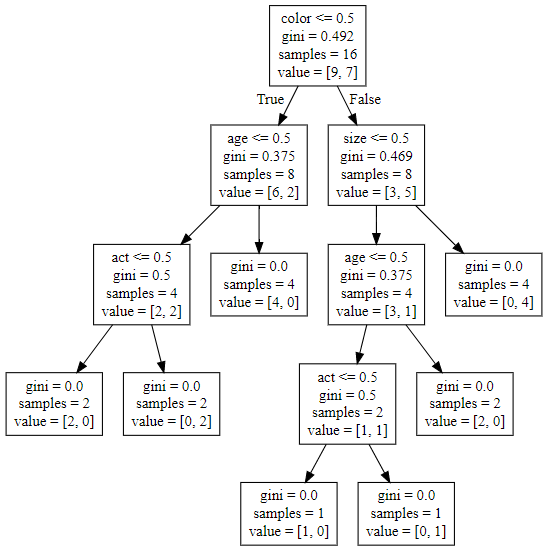 color <= 0.5
gini = 0.492
samples = 16
value = [9, 7]
True
False
age <= 0.5
gini = 0.375
samples = 8
value = [6, 2]
size <= 0.5
gini = 0.469
samples = 8
value = [3, 5]
act <= 0.5
gini = 0.5
samples = 4
value = [2, 2]
gini = 0.0
samples = 4
value = [4, 0]
age <= 0.5
gini = 0.375
samples = 4
value = [3, 1]
gini = 0.0
samples = 4
value = [0, 4]
gini = 0.0
samples = 2
value = [2, 0]
gini = 0.0
samples = 2
value = [0, 2]
act <= 0.5
gini = 0.5
samples = 2
value = [1, 1]
gini = 0.0
samples = 2
value = [2, 0]
gini = 0.0
samples = 1
value = [1, 0]
gini = 0.0
samples = 1
value = [0, 1]